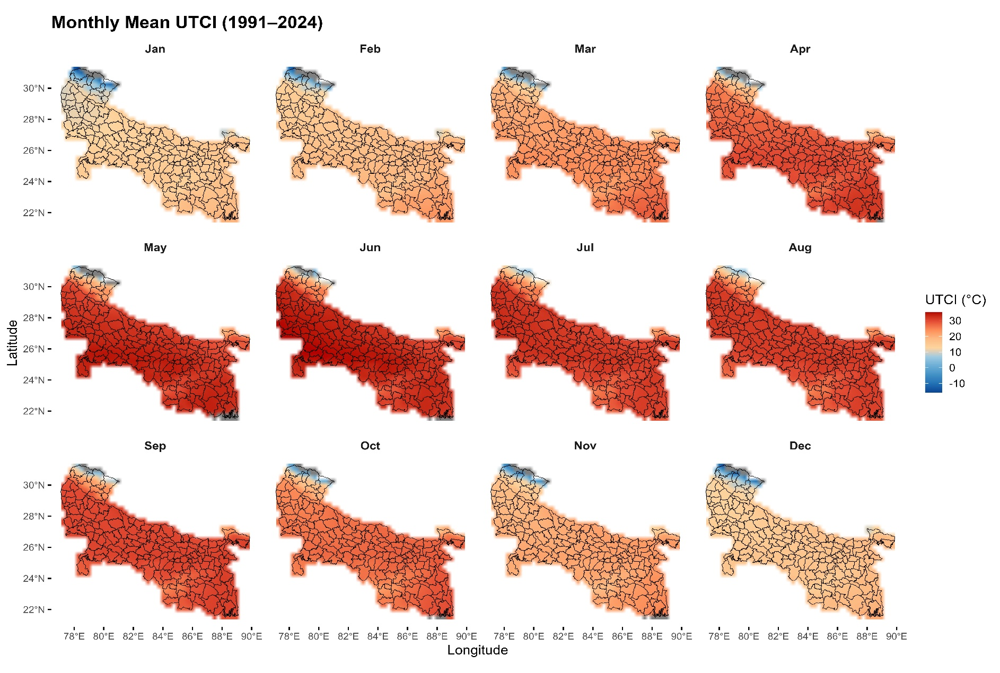 Monthly Mean UTCI (1991–2024)
Jan Feb Mar Apr
30°N
28°N
26°N
24°N
22°N
May Jun Jul Aug
30°N
28°N
26°N
24°N
22°N
Sep Oct Nov Dec
30°N
28°N
26°N
24°N
22°N
78°E 80°E 82°E 84°E 86°E 88°E 90°E 78°E 80°E 82°E 84°E 86°E 88°E 90°E 78°E 80°E 82°E 84°E 86°E 88°E 90°E 78°E 80°E 82°E 84°E 86°E 88°E 90°E
Longitude
Latitude
UTCI (°C)
30
20
10
0
-10